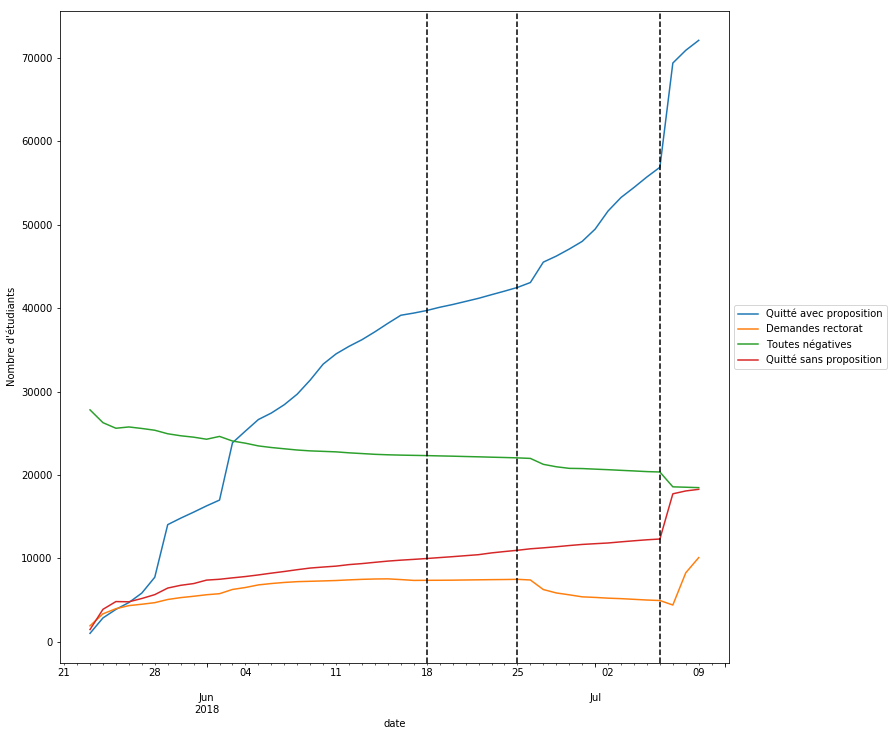 70000
60000
50000
40000
30000
20000
10000
0
Nombre d'étudiants
21 28 04 11 18 25 02 09
Jun Jul
2018
date
Quitté avec proposition
Demandes rectorat
Toutes négatives
Quitté sans proposition